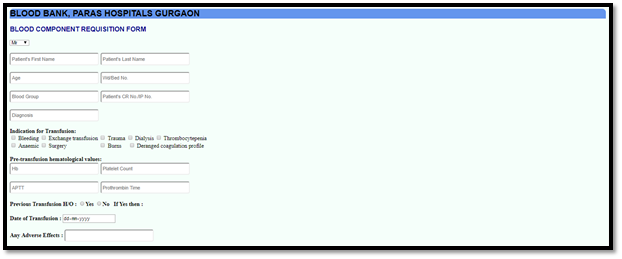 BLOOD BANK, PARAS HOSPITALS GURGAON
BLOOD COMPONENT REQUISITION FORM
Mr
Patient's First Name Patient's Last Name
Age Wd/Bed No.
Blood Group Patient's CR No./IP No.
Diagnosis
Indication for Transfusion:
Bleeding Exchange transfusion Trauma Dialysis Thrombocytepenia
Anaemic Surgery Burns Deranged coagulation profile
Pre-transfusion hematological values:
Hb Platelet Count
APTT Prothrombin Time
Previous Transfusion H/O : Yes No If Yes then :
Date of Transfusion : dd-mm-yyyy
Any Adverse Effects :